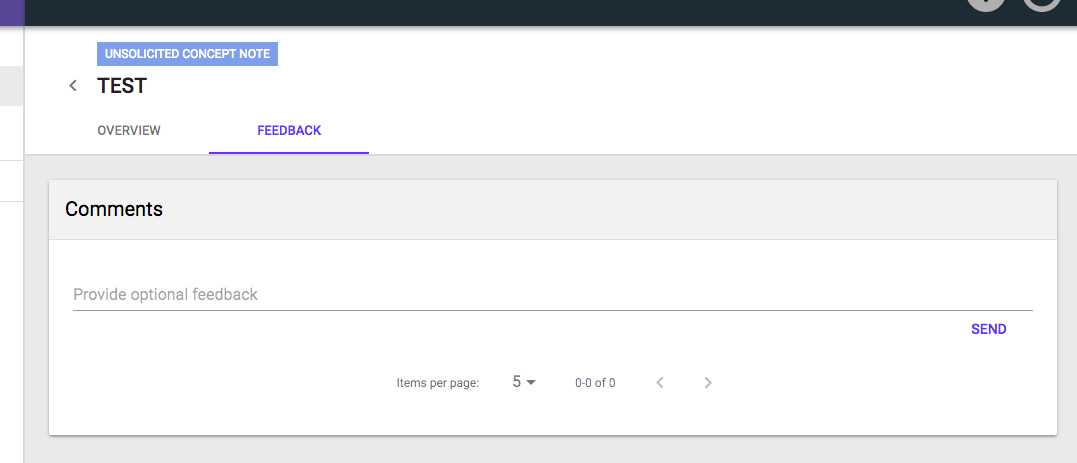 UNSOLICITED CONCEPT NOTE
TEST
OVERVIEW FEEDBACK
Comments
Provide optional feedback
SEND
Items per page: 5 0-0 of 0